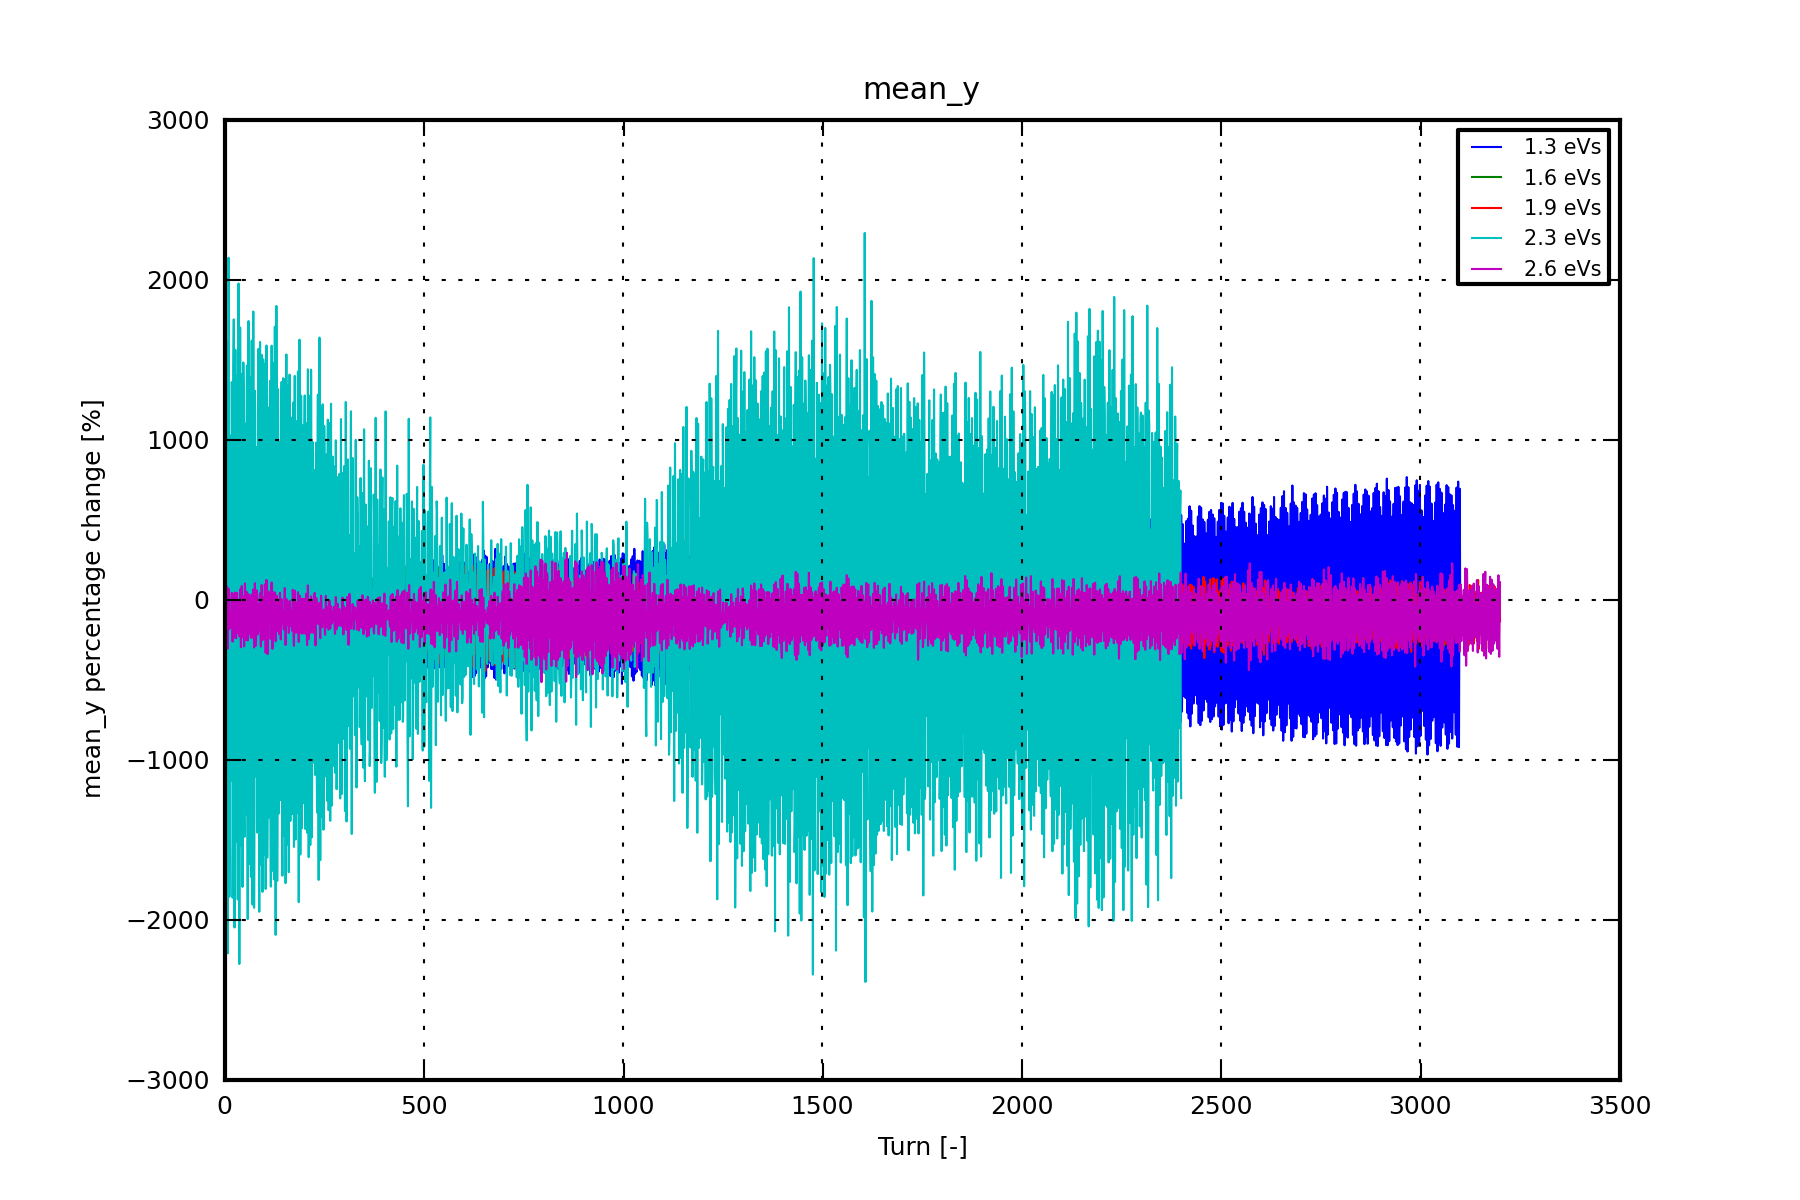 mean_y
3000
2000
1000
0
−1000
−2000
−3000
mean_y percentage change [%]
1.3 eVs
1.6 eVs
1.9 eVs
2.3 eVs
2.6 eVs
0 500 1000 1500 2000 2500 3000 3500
Turn [-]